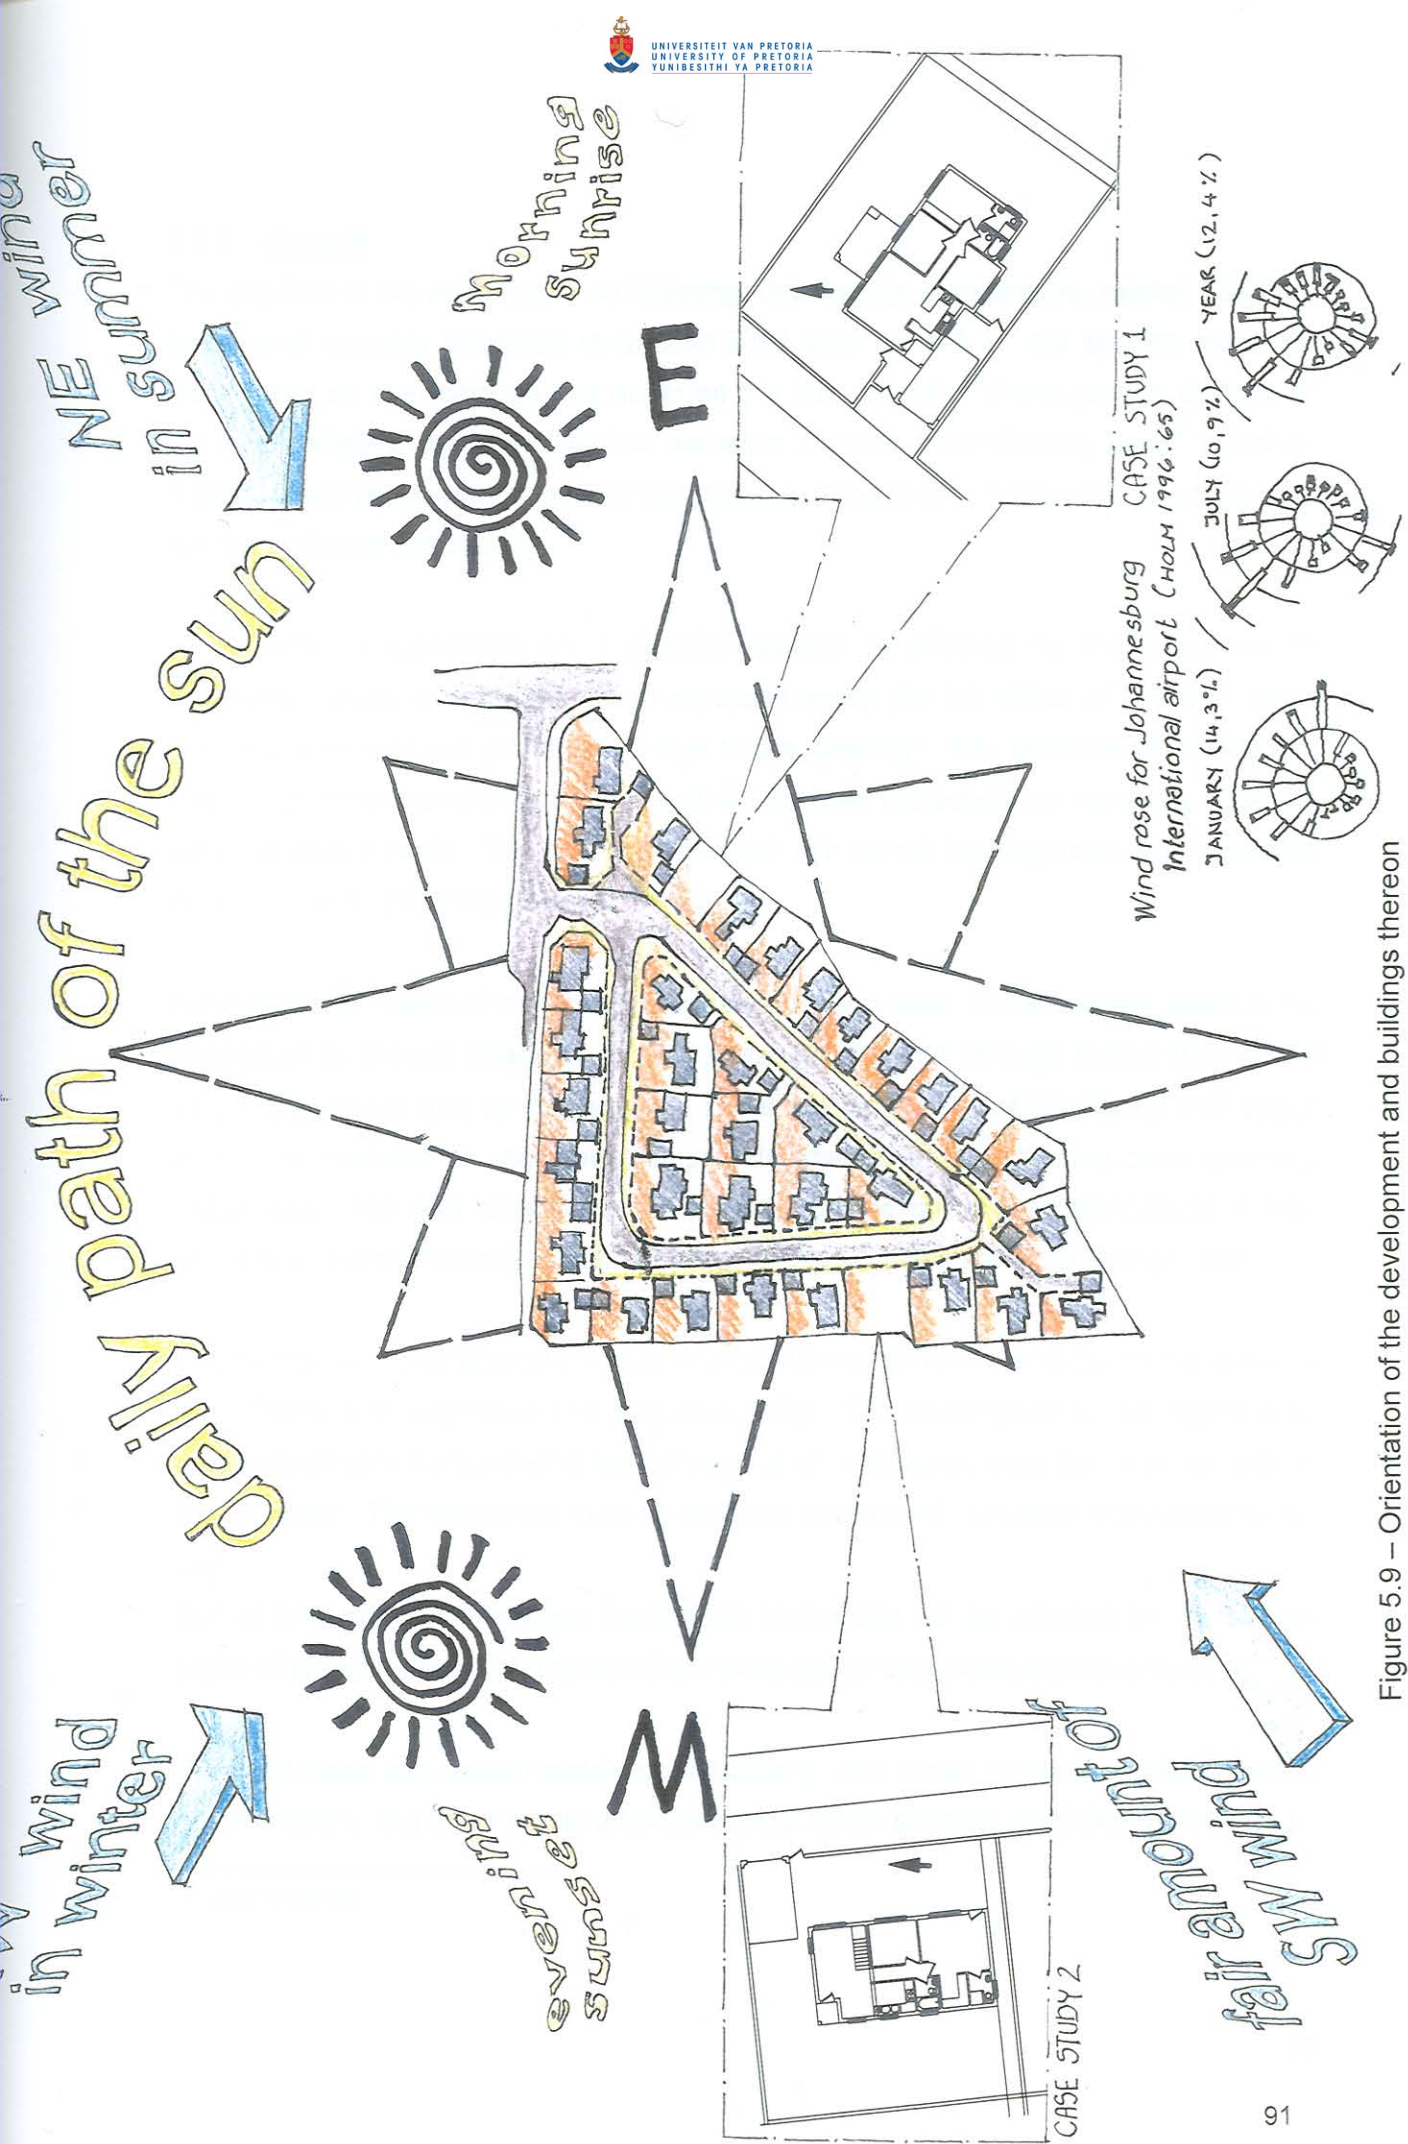 UNIVERSITEIT VAN PRETORIA
UNIVERSITY OF PRETORIA
YUNIBESITHI YA PRETORIA
wind
in winter
daily path of the sun
NE wind
in summer
evening
sunset
Morning
Sunrise
W
E
CASE STUDY 2
CASE STUDY 1
fair amount of
SW wind
Wind rose for Johannesburg
International airport (HOLM 1996:65)
JANUARY (14,3%)
JULY (10,9%)
YEAR (12,4%)
Figure 5.9 – Orientation of the development and buildings thereon
91